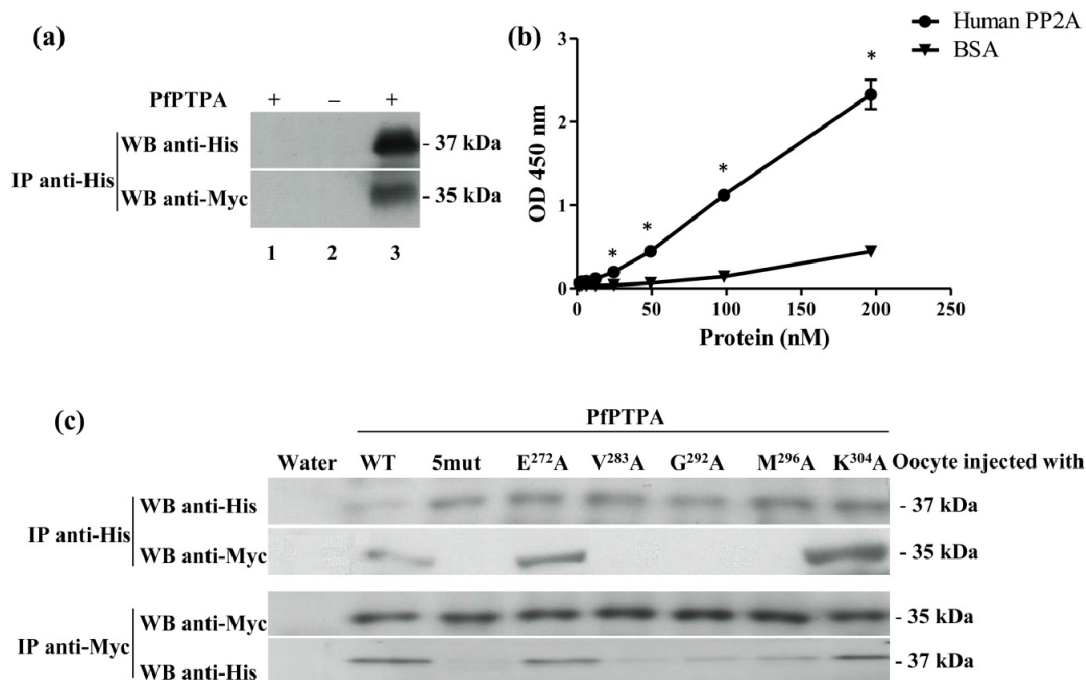 (a)
PfPTPA + – +
IP anti-His
WB anti-His - 37 kDa
WB anti-Myc - 35 kDa
1 2 3
(b)
Human PP2A
BSA
OD 450 nm
3
2
1
0
* * * *
0 50 100 150 200 250
Protein (nM)
(c)
PfPTPA
Water WT 5mut E²⁷²A V²⁸³A G²⁹²A M²⁹⁶A K³⁰⁴A Oocyte injected with
IP anti-His
WB anti-His - 37 kDa
WB anti-Myc - 35 kDa
IP anti-Myc
WB anti-Myc - 35 kDa
WB anti-His - 37 kDa